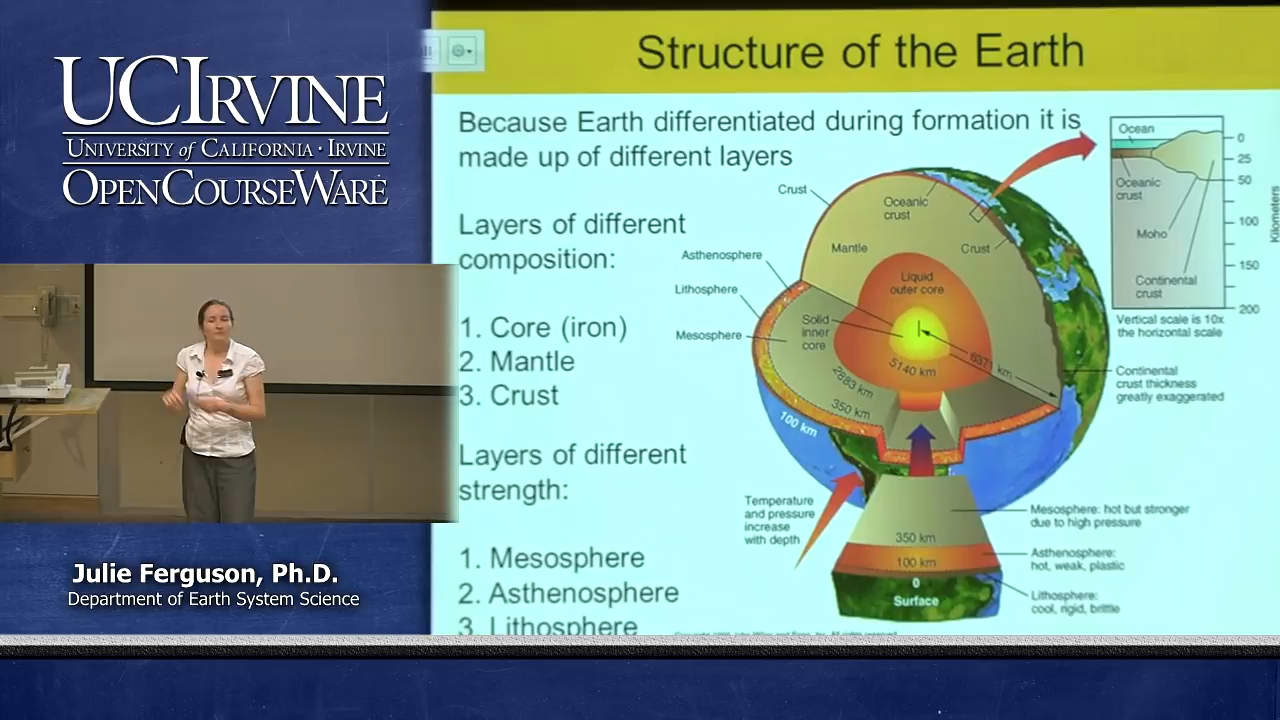 UCIRVINE
UNIVERSITY of CALIFORNIA · IRVINE
OPENCOURSEWARE
Julie Ferguson, Ph.D.
Department of Earth System Science
Structure of the Earth
Because Earth differentiated during formation it is
made up of different layers
Layers of different
composition:
1. Core (iron)
2. Mantle
3. Crust
Layers of different
strength:
1. Mesosphere
2. Asthenosphere
3. Lithosphere
Crust
Oceanic
crust
Mantle
Crust
Asthenosphere
Liquid
outer core
Lithosphere
Solid
inner
core
Mesosphere
6371 km
5140 km
2883 km
350 km
100 km
Temperature
and pressure
increase
with depth
350 km
100 km
0
Surface
Mesosphere: hot but stronger
due to high pressure
Asthenosphere:
hot, weak, plastic
Lithosphere:
cool, rigid, brittle
Ocean
Oceanic
crust
Moho
Continental
crust
0
25
50
100
150
200
Kilometers
Vertical scale is 10x
the horizontal scale
Continental
crust thickness
greatly exaggerated